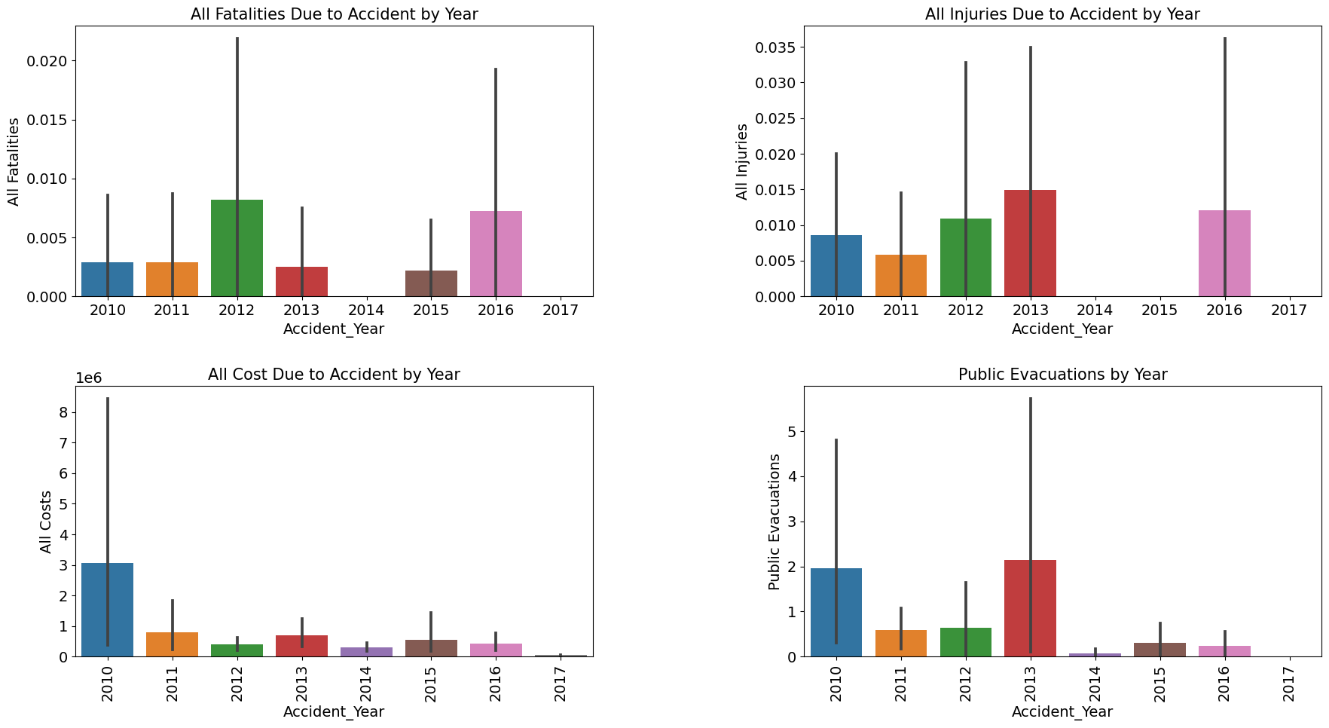 All Fatalities Due to Accident by Year
All Fatalities
0.020
0.015
0.010
0.005
0.000
2010 2011 2012 2013 2014 2015 2016 2017
Accident_Year
All Injuries Due to Accident by Year
All Injuries
0.035
0.030
0.025
0.020
0.015
0.010
0.005
0.000
2010 2011 2012 2013 2014 2015 2016 2017
Accident_Year
All Cost Due to Accident by Year
1e6
All Costs
8
7
6
5
4
3
2
1
0
2010 2011 2012 2013 2014 2015 2016 2017
Accident_Year
Public Evacuations by Year
Public Evacuations
5
4
3
2
1
0
2010 2011 2012 2013 2014 2015 2016 2017
Accident_Year